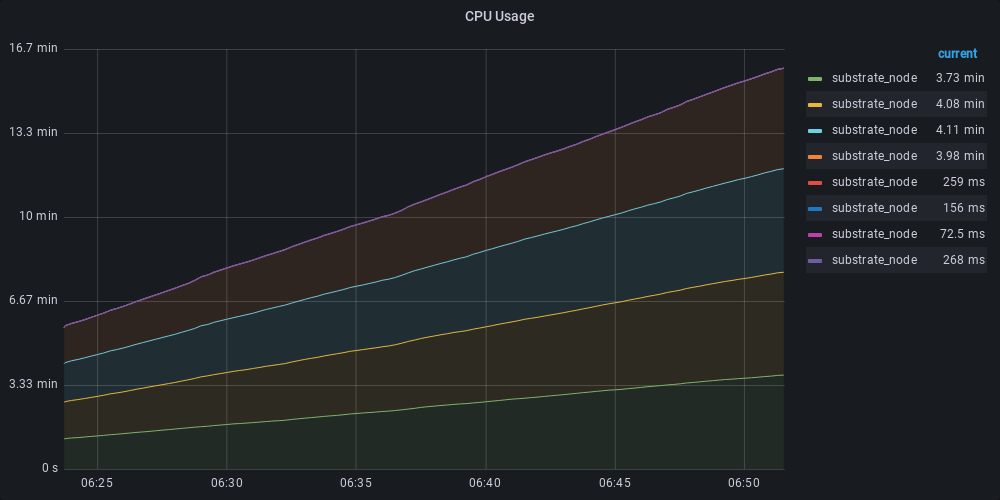 CPU Usage
16.7 min
13.3 min
10 min
6.67 min
3.33 min
0 s
06:25 06:30 06:35 06:40 06:45 06:50
current
substrate_node 3.73 min
substrate_node 4.08 min
substrate_node 4.11 min
substrate_node 3.98 min
substrate_node 259 ms
substrate_node 156 ms
substrate_node 72.5 ms
substrate_node 268 ms